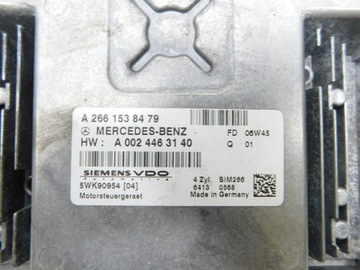 A 266 153 84 79
MERCEDES-BENZ FD 06W45
HW : A 002 446 31 40 Q 01
SIEMENS VDO
Automotive
5WK90954 [04]
Motorsteuergeraet
4 Zyl. SIM266
6413 0568
Made in Germany